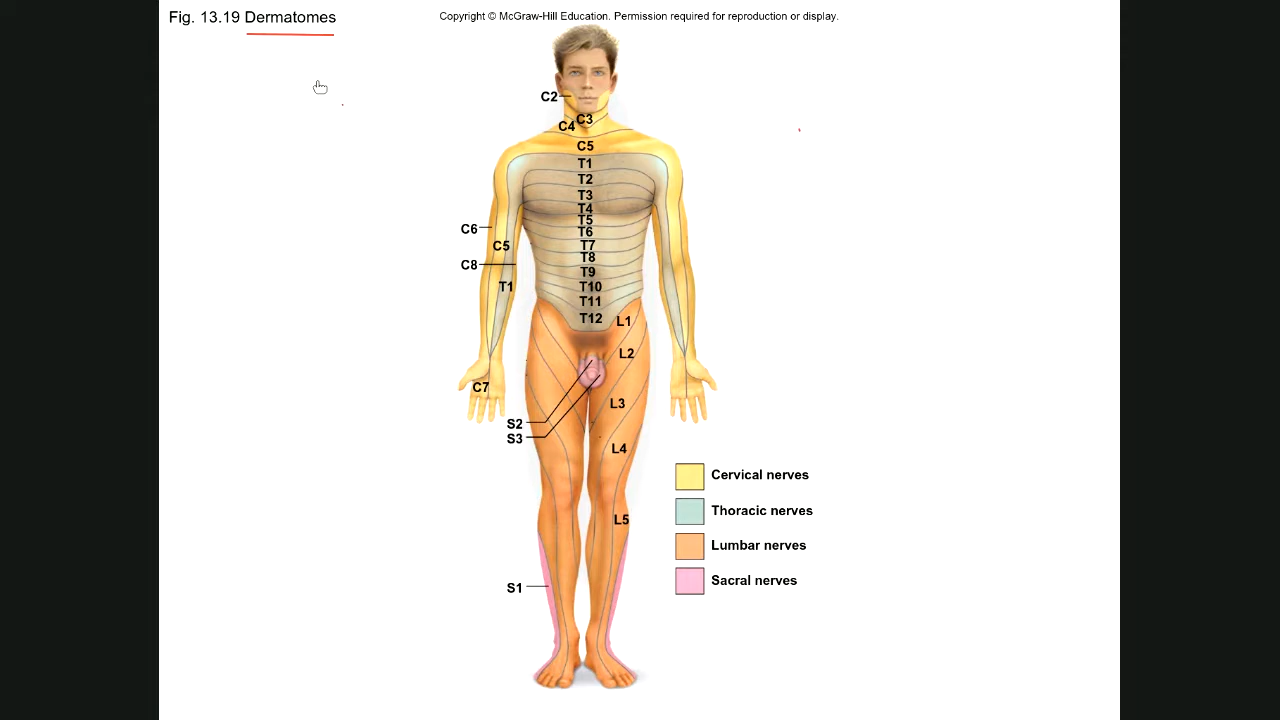 Fig. 13.19 Dermatomes
Copyright © McGraw-Hill Education. Permission required for reproduction or display.
C2
C3
C4
C5
T1
T2
T3
T4
T5
T6
C6
C5
T7
T8
C8
T9
T1
T10
T11
T12
L1
L2
C7
L3
S2
S3
L4
Cervical nerves
Thoracic nerves
L5
Lumbar nerves
Sacral nerves
S1